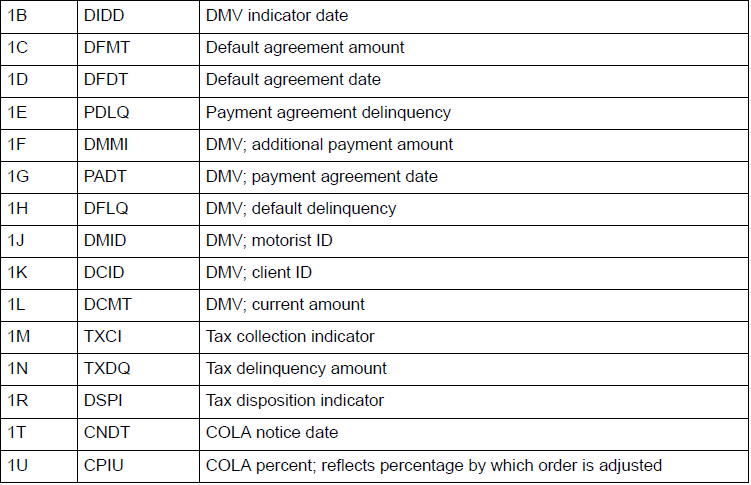 1B DIDD DMV indicator date
1C DFMT Default agreement amount
1D DFDT Default agreement date
1E PDLQ Payment agreement delinquency
1F DMMI DMV; additional payment amount
1G PADT DMV; payment agreement date
1H DFLQ DMV; default delinquency
1J DMID DMV; motorist ID
1K DCID DMV; client ID
1L DCMT DMV; current amount
1M TXCI Tax collection indicator
1N TXDQ Tax delinquency amount
1R DSPI Tax disposition indicator
1T CNDT COLA notice date
1U CPIU COLA percent; reflects percentage by which order is adjusted